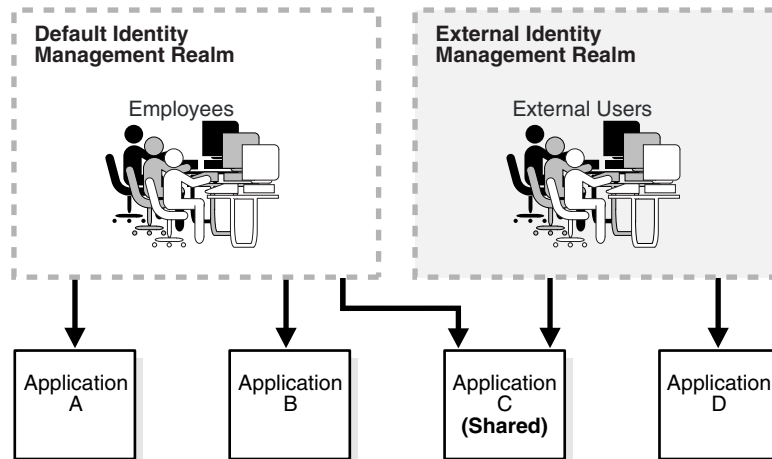 Default Identity
Management Realm
Employees
External Identity
Management Realm
External Users
Application
A
Application
B
Application
C
(Shared)
Application
D